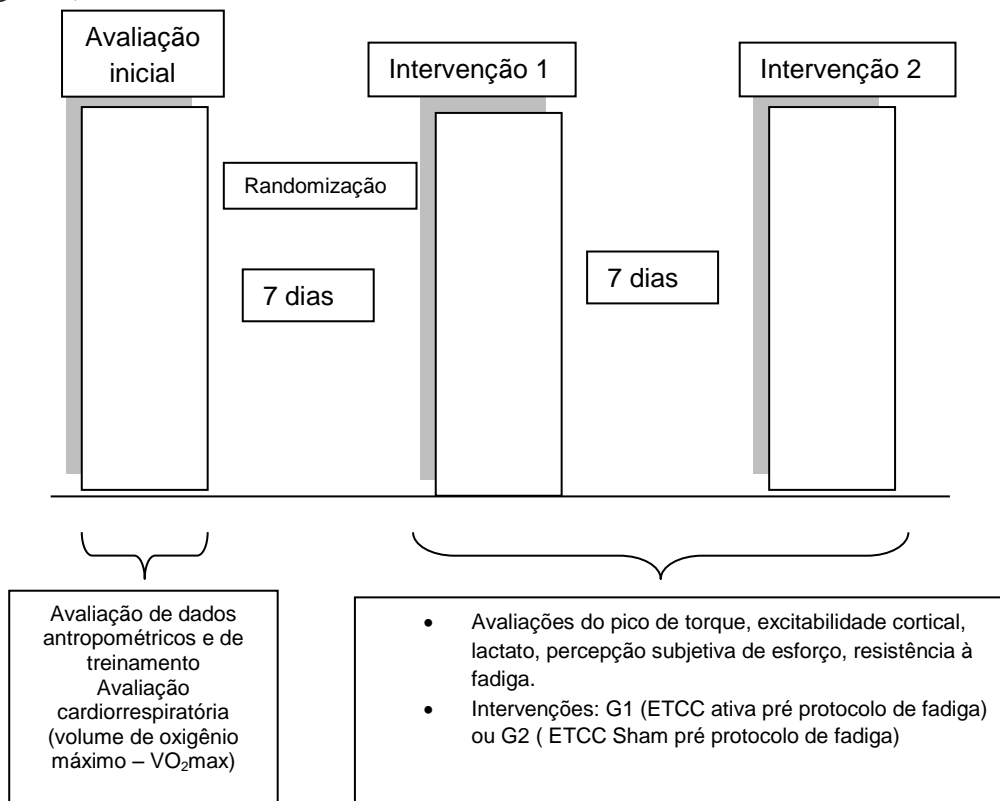 Avaliação
inicial
Intervenção 1
Intervenção 2
Randomização
7 dias
7 dias
Avaliação de dados
antropométricos e de
treinamento
Avaliação
cardiorrespiratória
(volume de oxigênio
máximo – VO₂max)
• Avaliações do pico de torque, excitabilidade cortical,
lactato, percepção subjetiva de esforço, resistência à
fadiga.
• Intervenções: G1 (ETCC ativa pré protocolo de fadiga)
ou G2 ( ETCC Sham pré protocolo de fadiga)